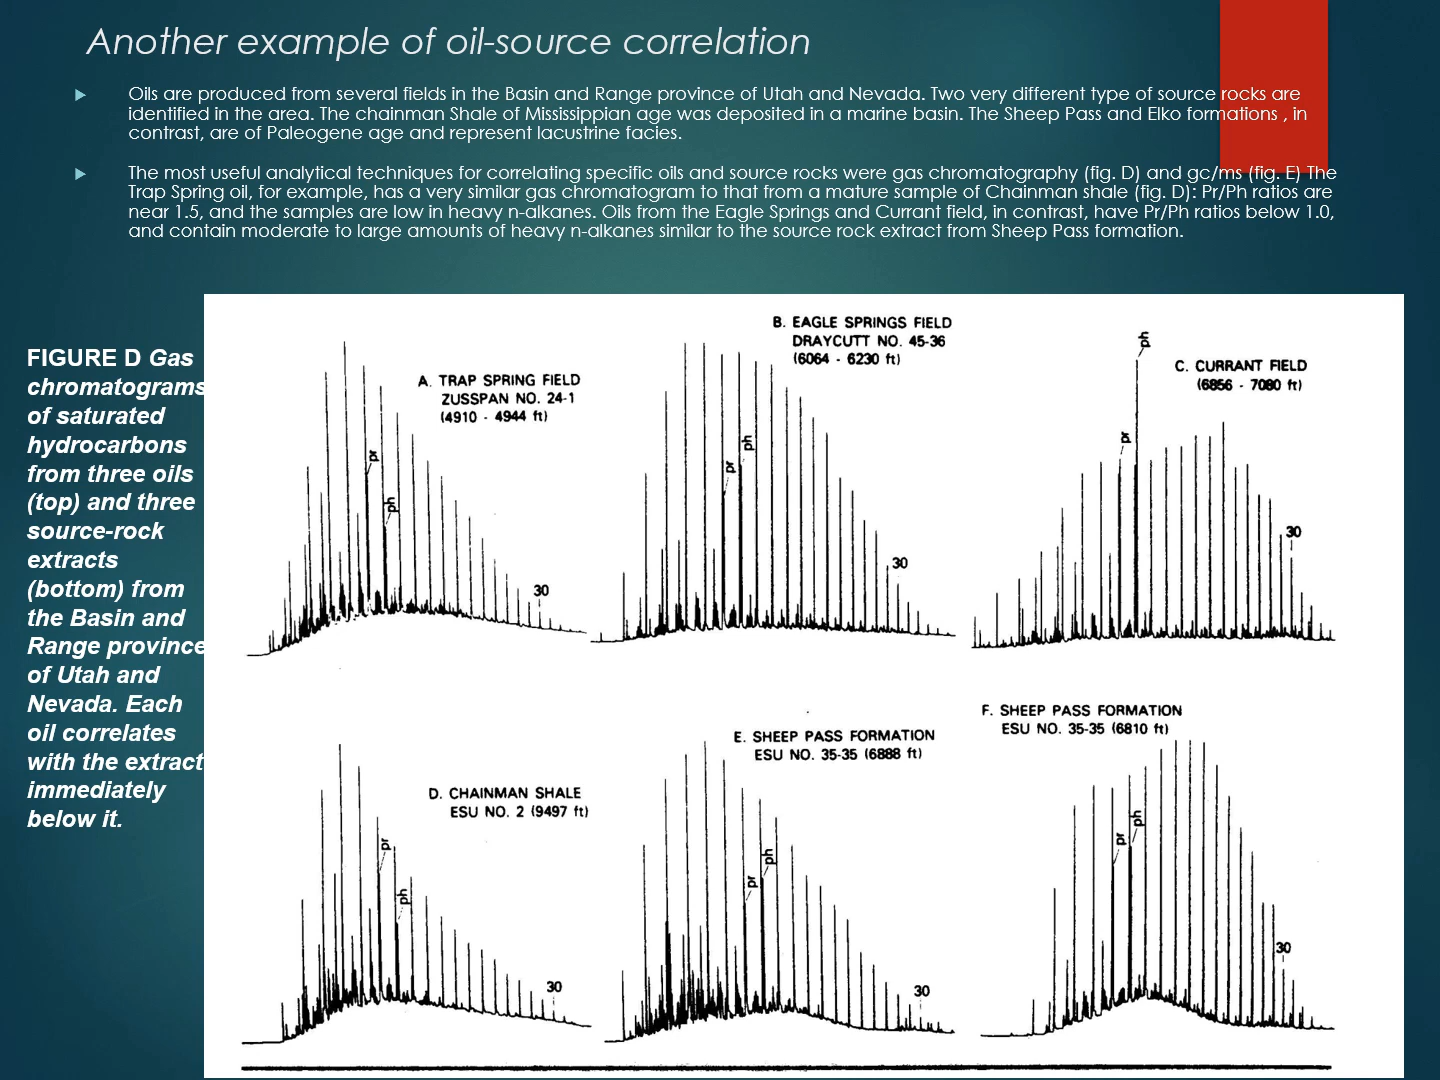 Another example of oil-source correlation
Oils are produced from several fields in the Basin and Range province of Utah and Nevada. Two very different type of source rocks are
identified in the area. The chainman Shale of Mississippian age was deposited in a marine basin. The Sheep Pass and Elko formations , in
contrast, are of Paleogene age and represent lacustrine facies.
The most useful analytical techniques for correlating specific oils and source rocks were gas chromatography (fig. D) and gc/ms (fig. E) The
Trap Spring oil, for example, has a very similar gas chromatogram to that from a mature sample of Chainman shale (fig. D): Pr/Ph ratios are
near 1.5, and the samples are low in heavy n-alkanes. Oils from the Eagle Springs and Currant field, in contrast, have Pr/Ph ratios below 1.0,
and contain moderate to large amounts of heavy n-alkanes similar to the source rock extract from Sheep Pass formation.
FIGURE D Gas
chromatograms
of saturated
hydrocarbons
from three oils
(top) and three
source-rock
extracts
(bottom) from
the Basin and
Range province
of Utah and
Nevada. Each
oil correlates
with the extract
immediately
below it.
A. TRAP SPRING FIELD
ZUSSPAN NO. 24-1
(4910 - 4944 ft)
pr
ph
30
B. EAGLE SPRINGS FIELD
DRAYCUTT NO. 45-36
(6064 - 6230 ft)
pr
ph
30
C. CURRANT FIELD
(6856 - 7080 ft)
pr
ph
30
D. CHAINMAN SHALE
ESU NO. 2 (9497 ft)
pr
ph
30
E. SHEEP PASS FORMATION
ESU NO. 35-35 (6888 ft)
pr
ph
30
F. SHEEP PASS FORMATION
ESU NO. 35-35 (6810 ft)
pr
ph
30